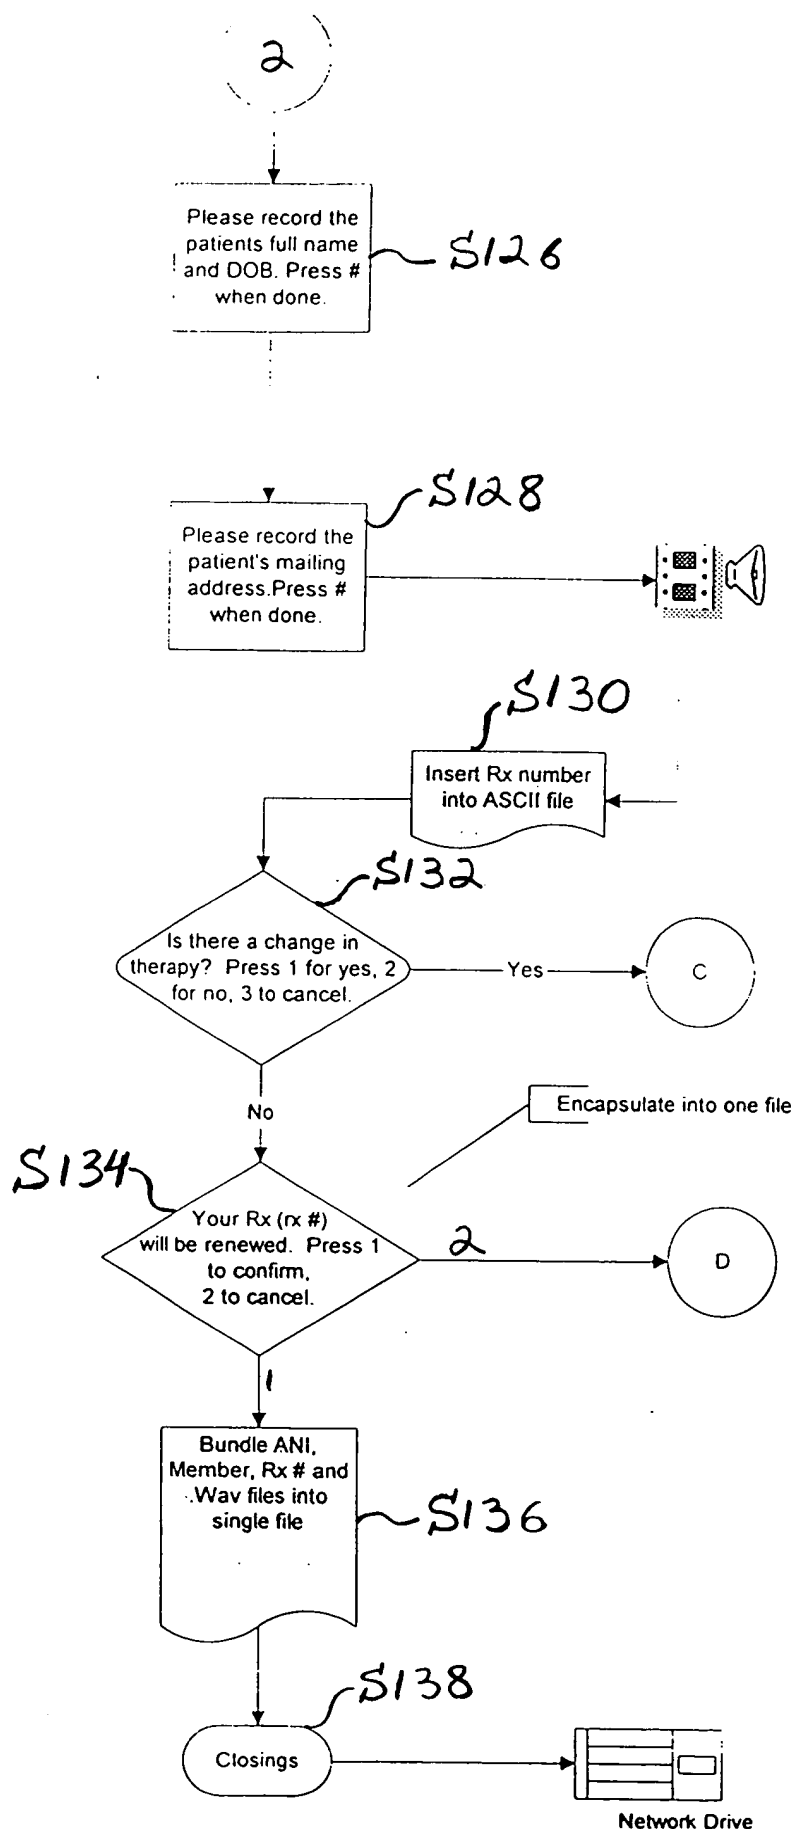 2
Please record the
patients full name
and DOB. Press #
when done.
S126
S128
Please record the
patient's mailing
address.Press #
when done.
S130
Insert Rx number
into ASCII file
S132
Is there a change in
therapy? Press 1 for yes, 2
for no, 3 to cancel.
Yes
C
No
Encapsulate into one file
S134
Your Rx (rx #)
will be renewed. Press 1
to confirm,
2 to cancel.
2
D
1
Bundle ANI,
Member, Rx # and
.Wav files into
single file
S136
S138
Closings
Network Drive